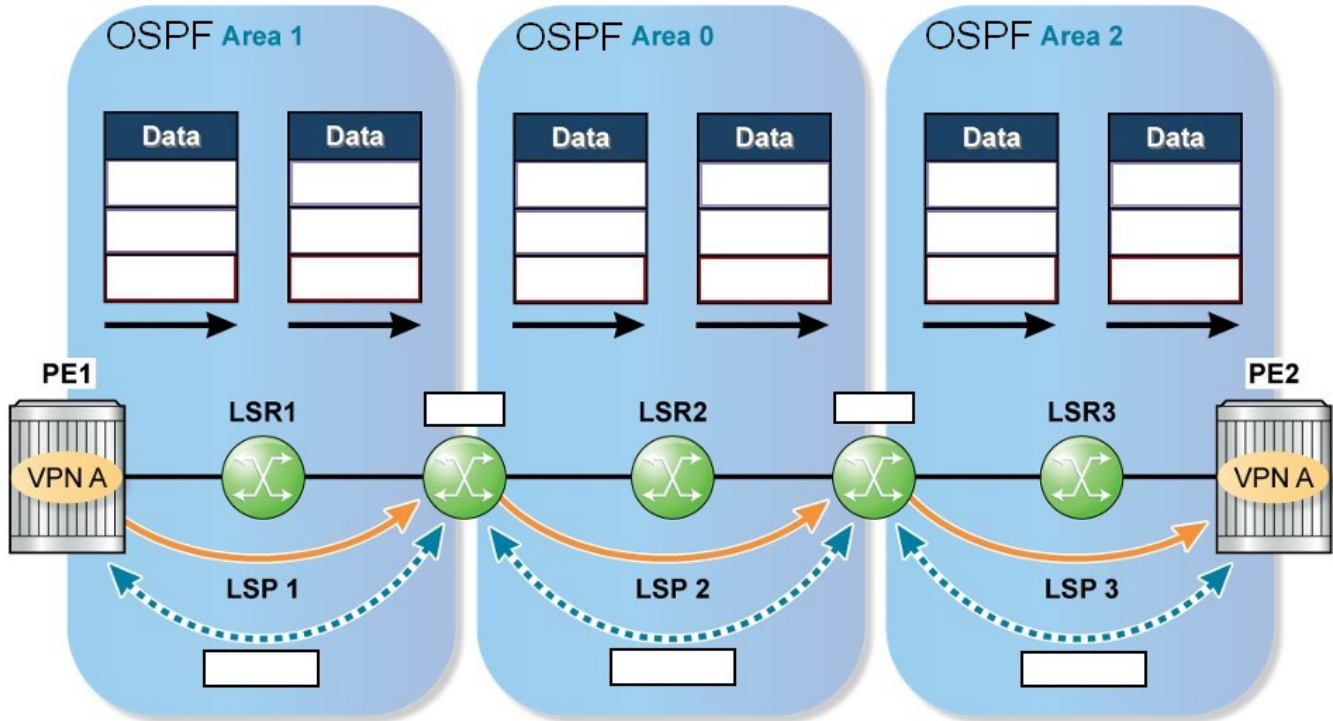 OSPF Area 1
OSPF Area 0
OSPF Area 2
Data
Data
Data
Data
Data
Data
PE1
PE2
LSR1
LSR2
LSR3
VPN A
VPN A
LSP 1
LSP 2
LSP 3